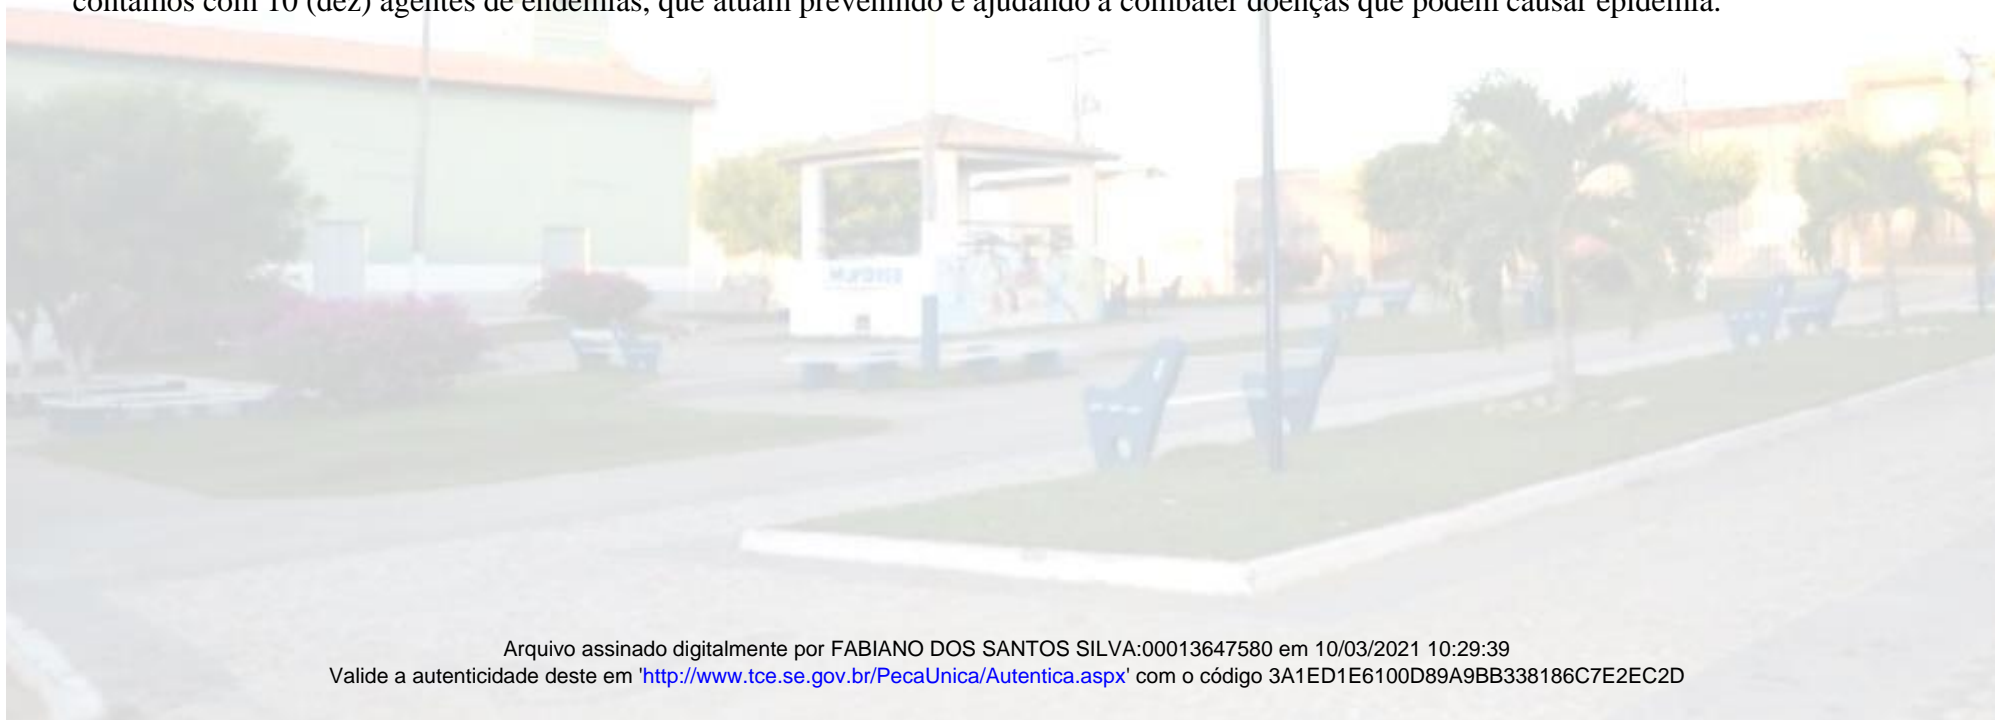 contamos com 10 (dez) agentes de endemias, que atuam prevenindo e ajudando a combater doenças que podem causar epidemia.
Arquivo assinado digitalmente por FABIANO DOS SANTOS SILVA:00013647580 em 10/03/2021 10:29:39
Valide a autenticidade deste em 'http://www.tce.se.gov.br/PecaUnica/Autentica.aspx' com o código 3A1ED1E6100D89A9BB338186C7E2EC2D